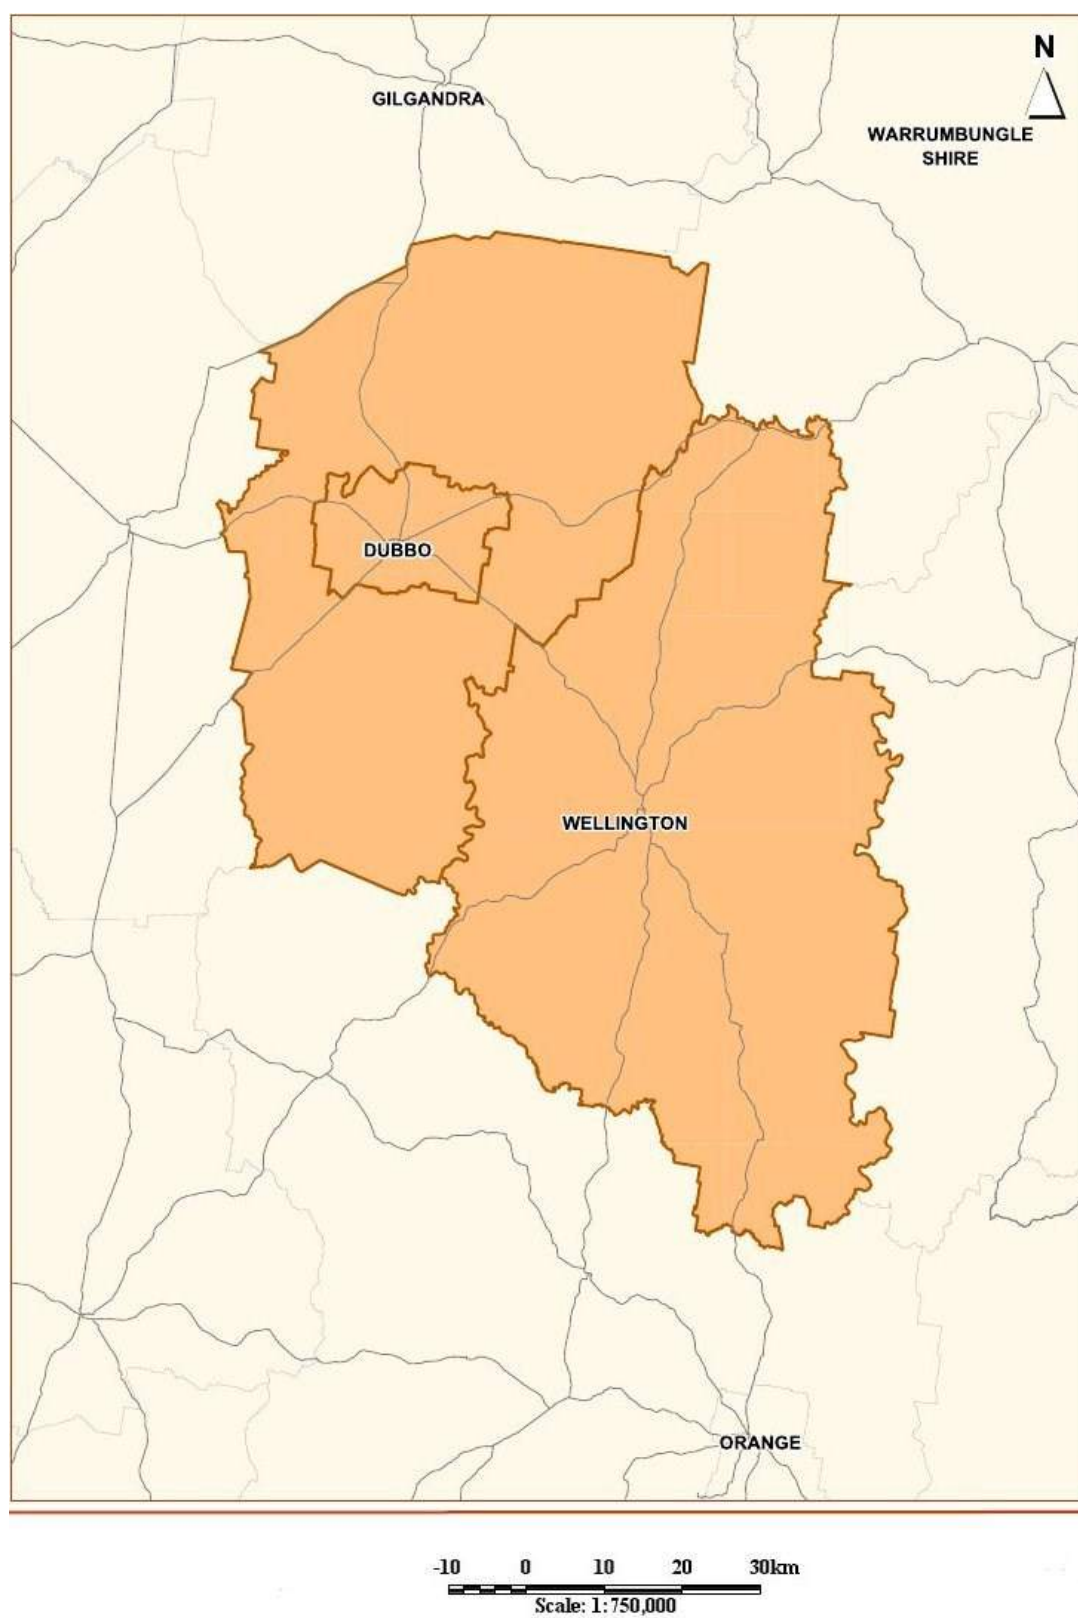 N
GILGANDRA
WARRUMBUNGLE
SHIRE
DUBBO
WELLINGTON
ORANGE
-10 0 10 20 30km
Scale: 1:750,000